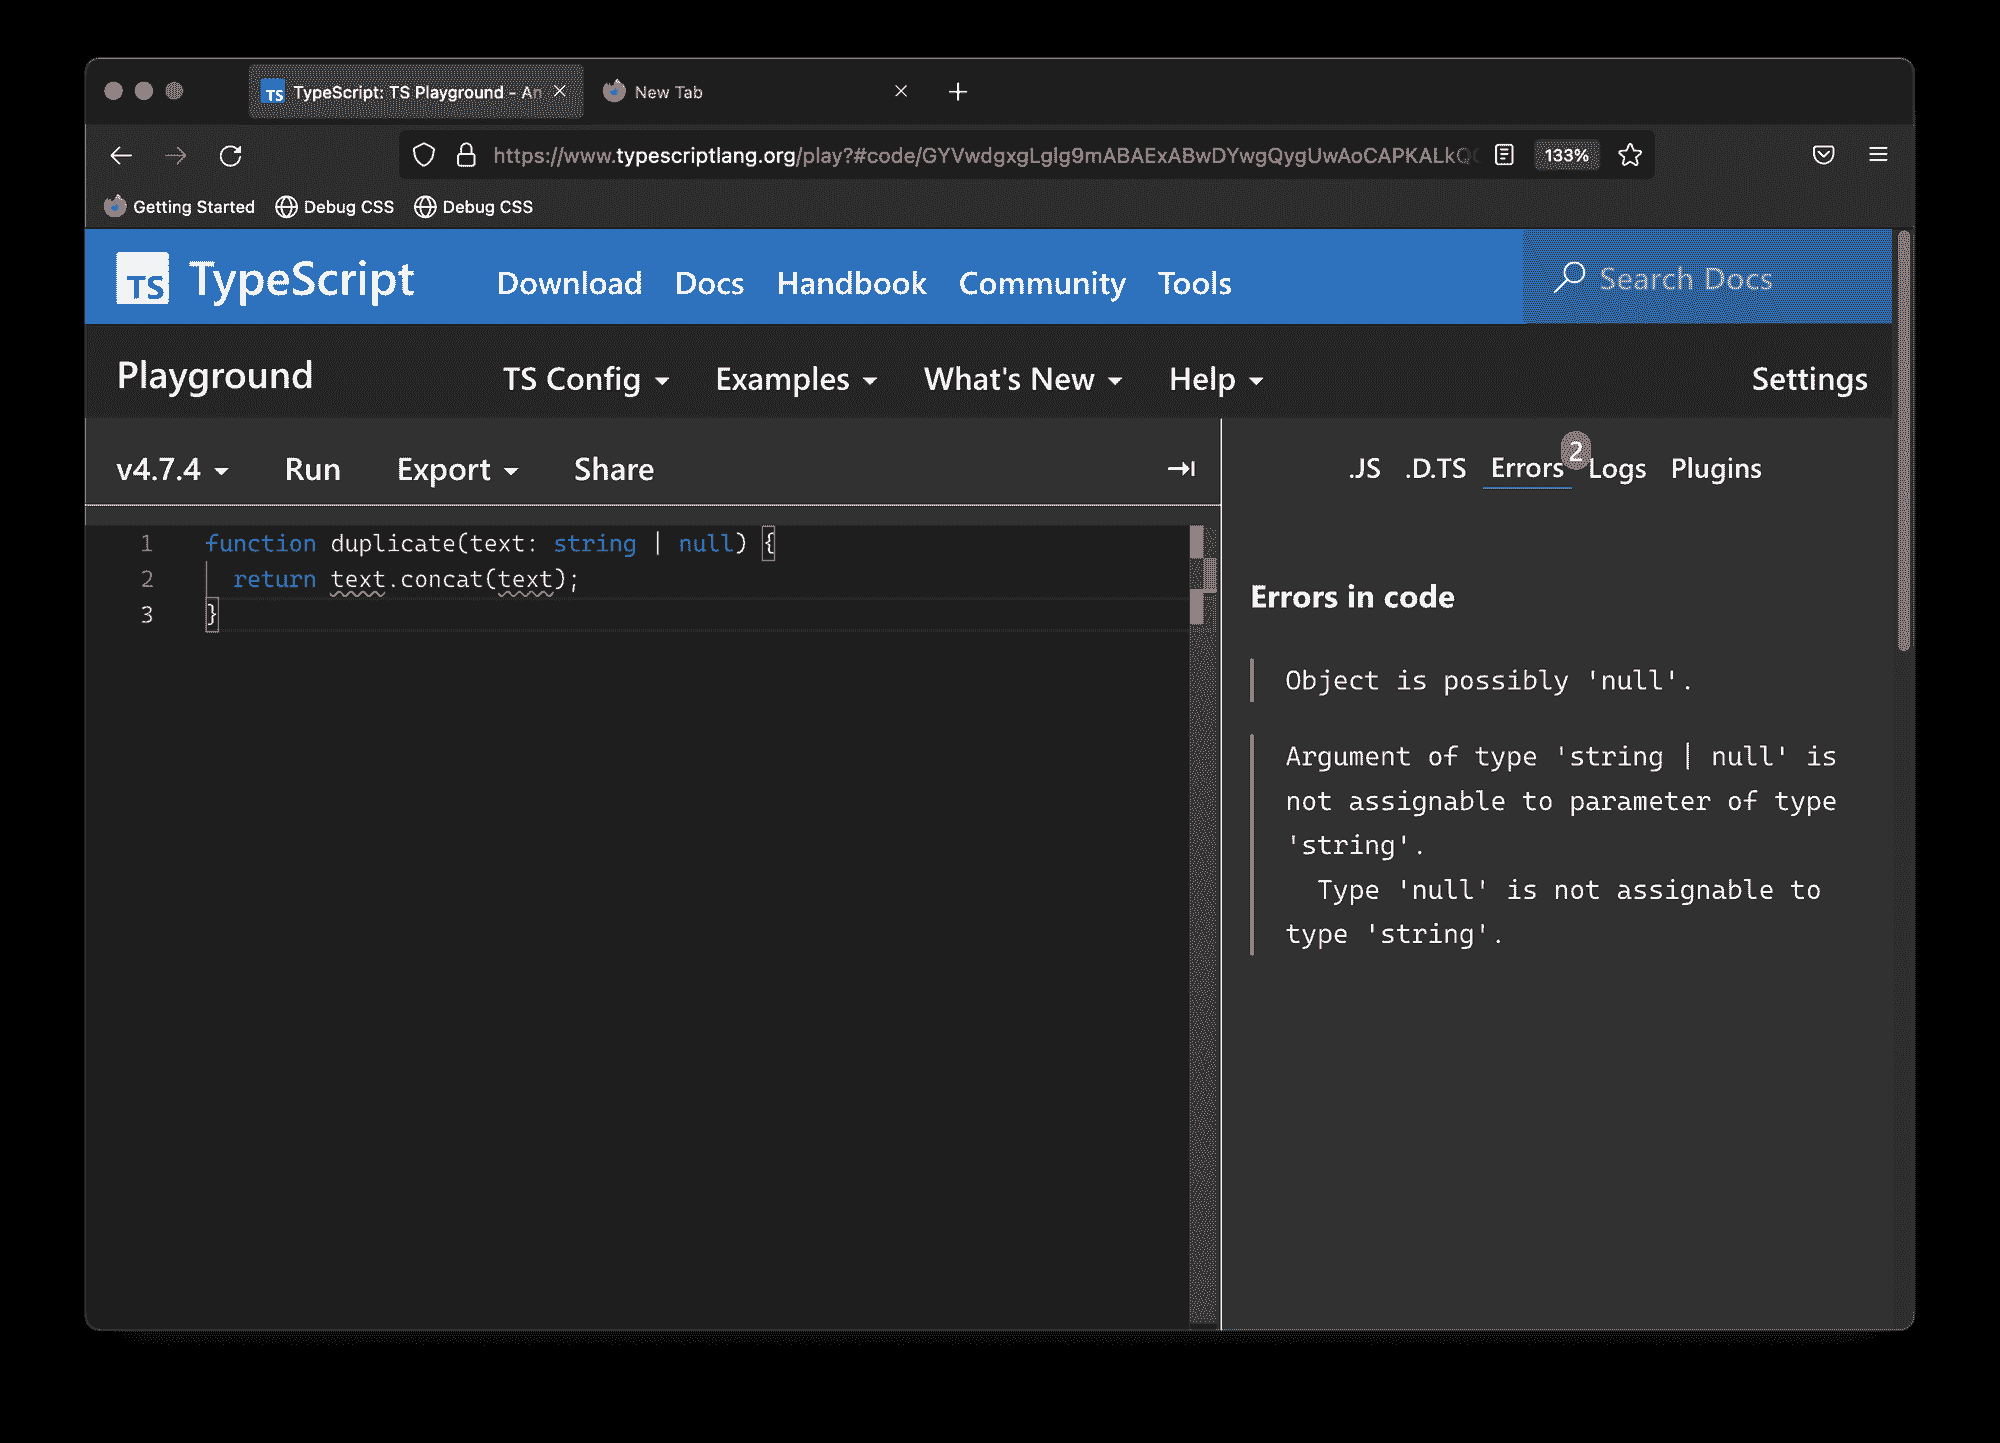 TS TypeScript: TS Playground - An New Tab
https://www.typescriptlang.org/play?#code/GYVwdgxgLglg9mABAExABwDYwgQygUwAoCAPKALkQ 133%
Getting Started Debug CSS Debug CSS
TS TypeScript Download Docs Handbook Community Tools Search Docs
Playground TS Config Examples What's New Help Settings
v4.7.4 Run Export Share .JS .D.TS Errors 2 Logs Plugins
1 function duplicate(text: string | null) {
2 return text.concat(text);
3 }
Errors in code
Object is possibly 'null'.
Argument of type 'string | null' is
not assignable to parameter of type
'string'.
Type 'null' is not assignable to
type 'string'.